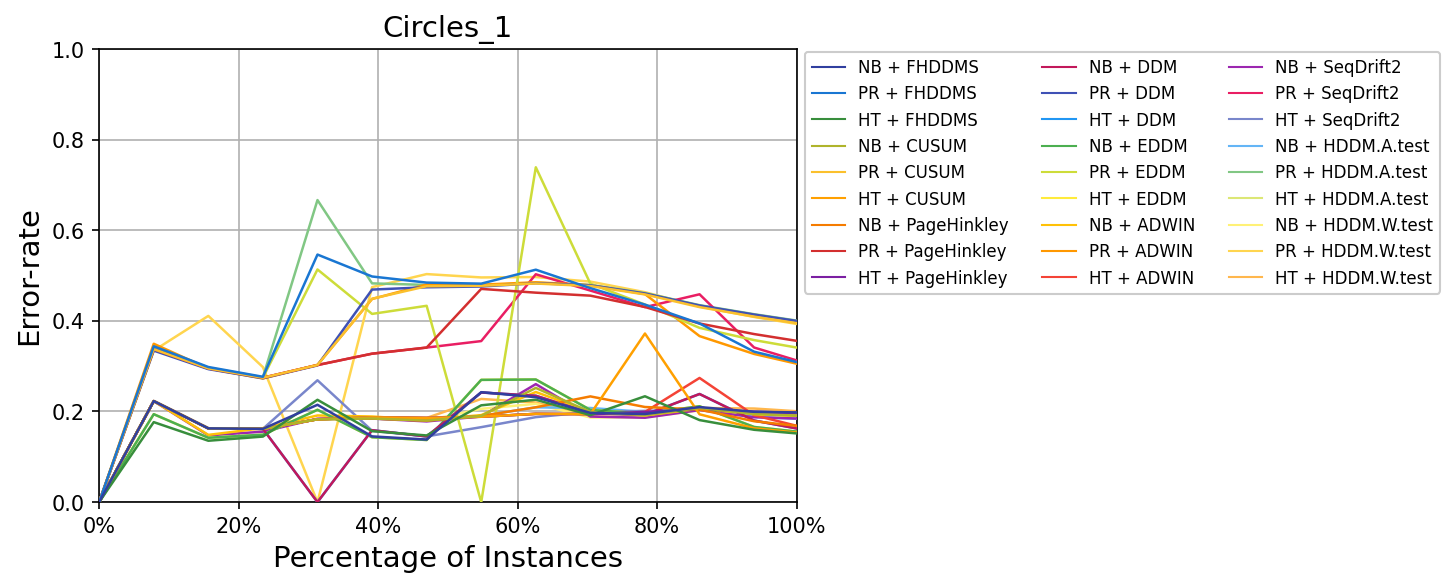 Circles_1
1.0
0.8
0.6
0.4
0.2
0.0
Error-rate
0% 20% 40% 60% 80% 100%
Percentage of Instances
NB + FHDDMS
PR + FHDDMS
HT + FHDDMS
NB + CUSUM
PR + CUSUM
HT + CUSUM
NB + PageHinkley
PR + PageHinkley
HT + PageHinkley
NB + DDM
PR + DDM
HT + DDM
NB + EDDM
PR + EDDM
HT + EDDM
NB + ADWIN
PR + ADWIN
HT + ADWIN
NB + SeqDrift2
PR + SeqDrift2
HT + SeqDrift2
NB + HDDM.A.test
PR + HDDM.A.test
HT + HDDM.A.test
NB + HDDM.W.test
PR + HDDM.W.test
HT + HDDM.W.test